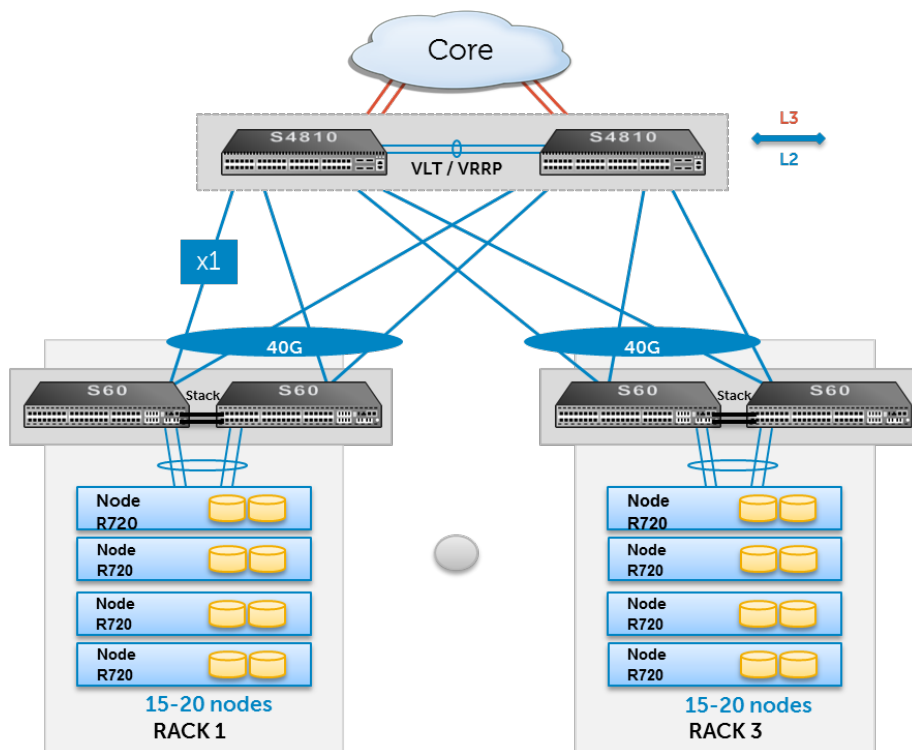 Core
S4810
S4810
L3
VLT / VRRP
L2
x1
40G
40G
S60
Stack
S60
S60
Stack
S60
Node
R720
Node
R720
Node
R720
Node
R720
Node
R720
Node
R720
Node
R720
Node
R720
15-20 nodes
RACK 1
15-20 nodes
RACK 3